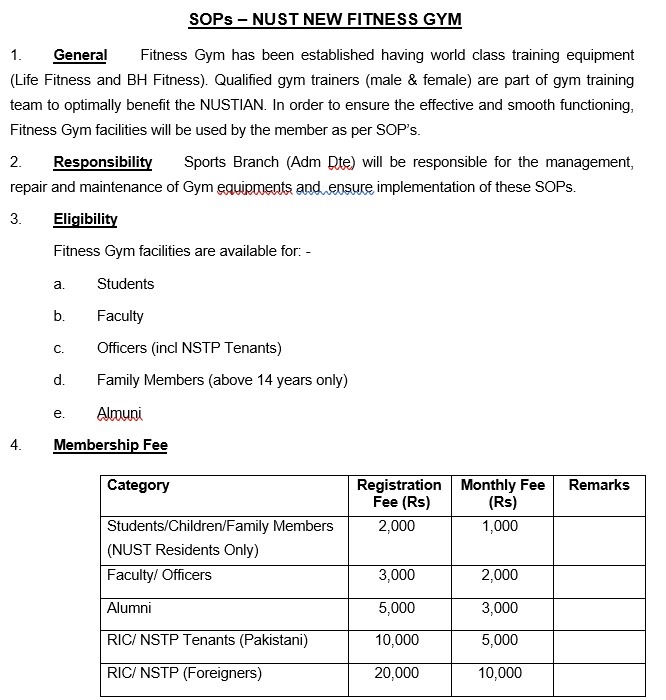 SOPs – NUST NEW FITNESS GYM
1. General Fitness Gym has been established having world class training equipment
(Life Fitness and BH Fitness). Qualified gym trainers (male & female) are part of gym training
team to optimally benefit the NUSTIAN. In order to ensure the effective and smooth functioning,
Fitness Gym facilities will be used by the member as per SOP's.
2. Responsibility Sports Branch (Adm Dte) will be responsible for the management,
repair and maintenance of Gym equipments and ensure implementation of these SOPs.
3. Eligibility
Fitness Gym facilities are available for: -
a. Students
b. Faculty
c. Officers (incl NSTP Tenants)
d. Family Members (above 14 years only)
e. Almuni
4. Membership Fee
Category Registration Monthly Fee Remarks
Fee (Rs) (Rs)
Students/Children/Family Members 2,000 1,000
(NUST Residents Only)
Faculty/ Officers 3,000 2,000
Alumni 5,000 3,000
RIC/ NSTP Tenants (Pakistani) 10,000 5,000
RIC/ NSTP (Foreigners) 20,000 10,000